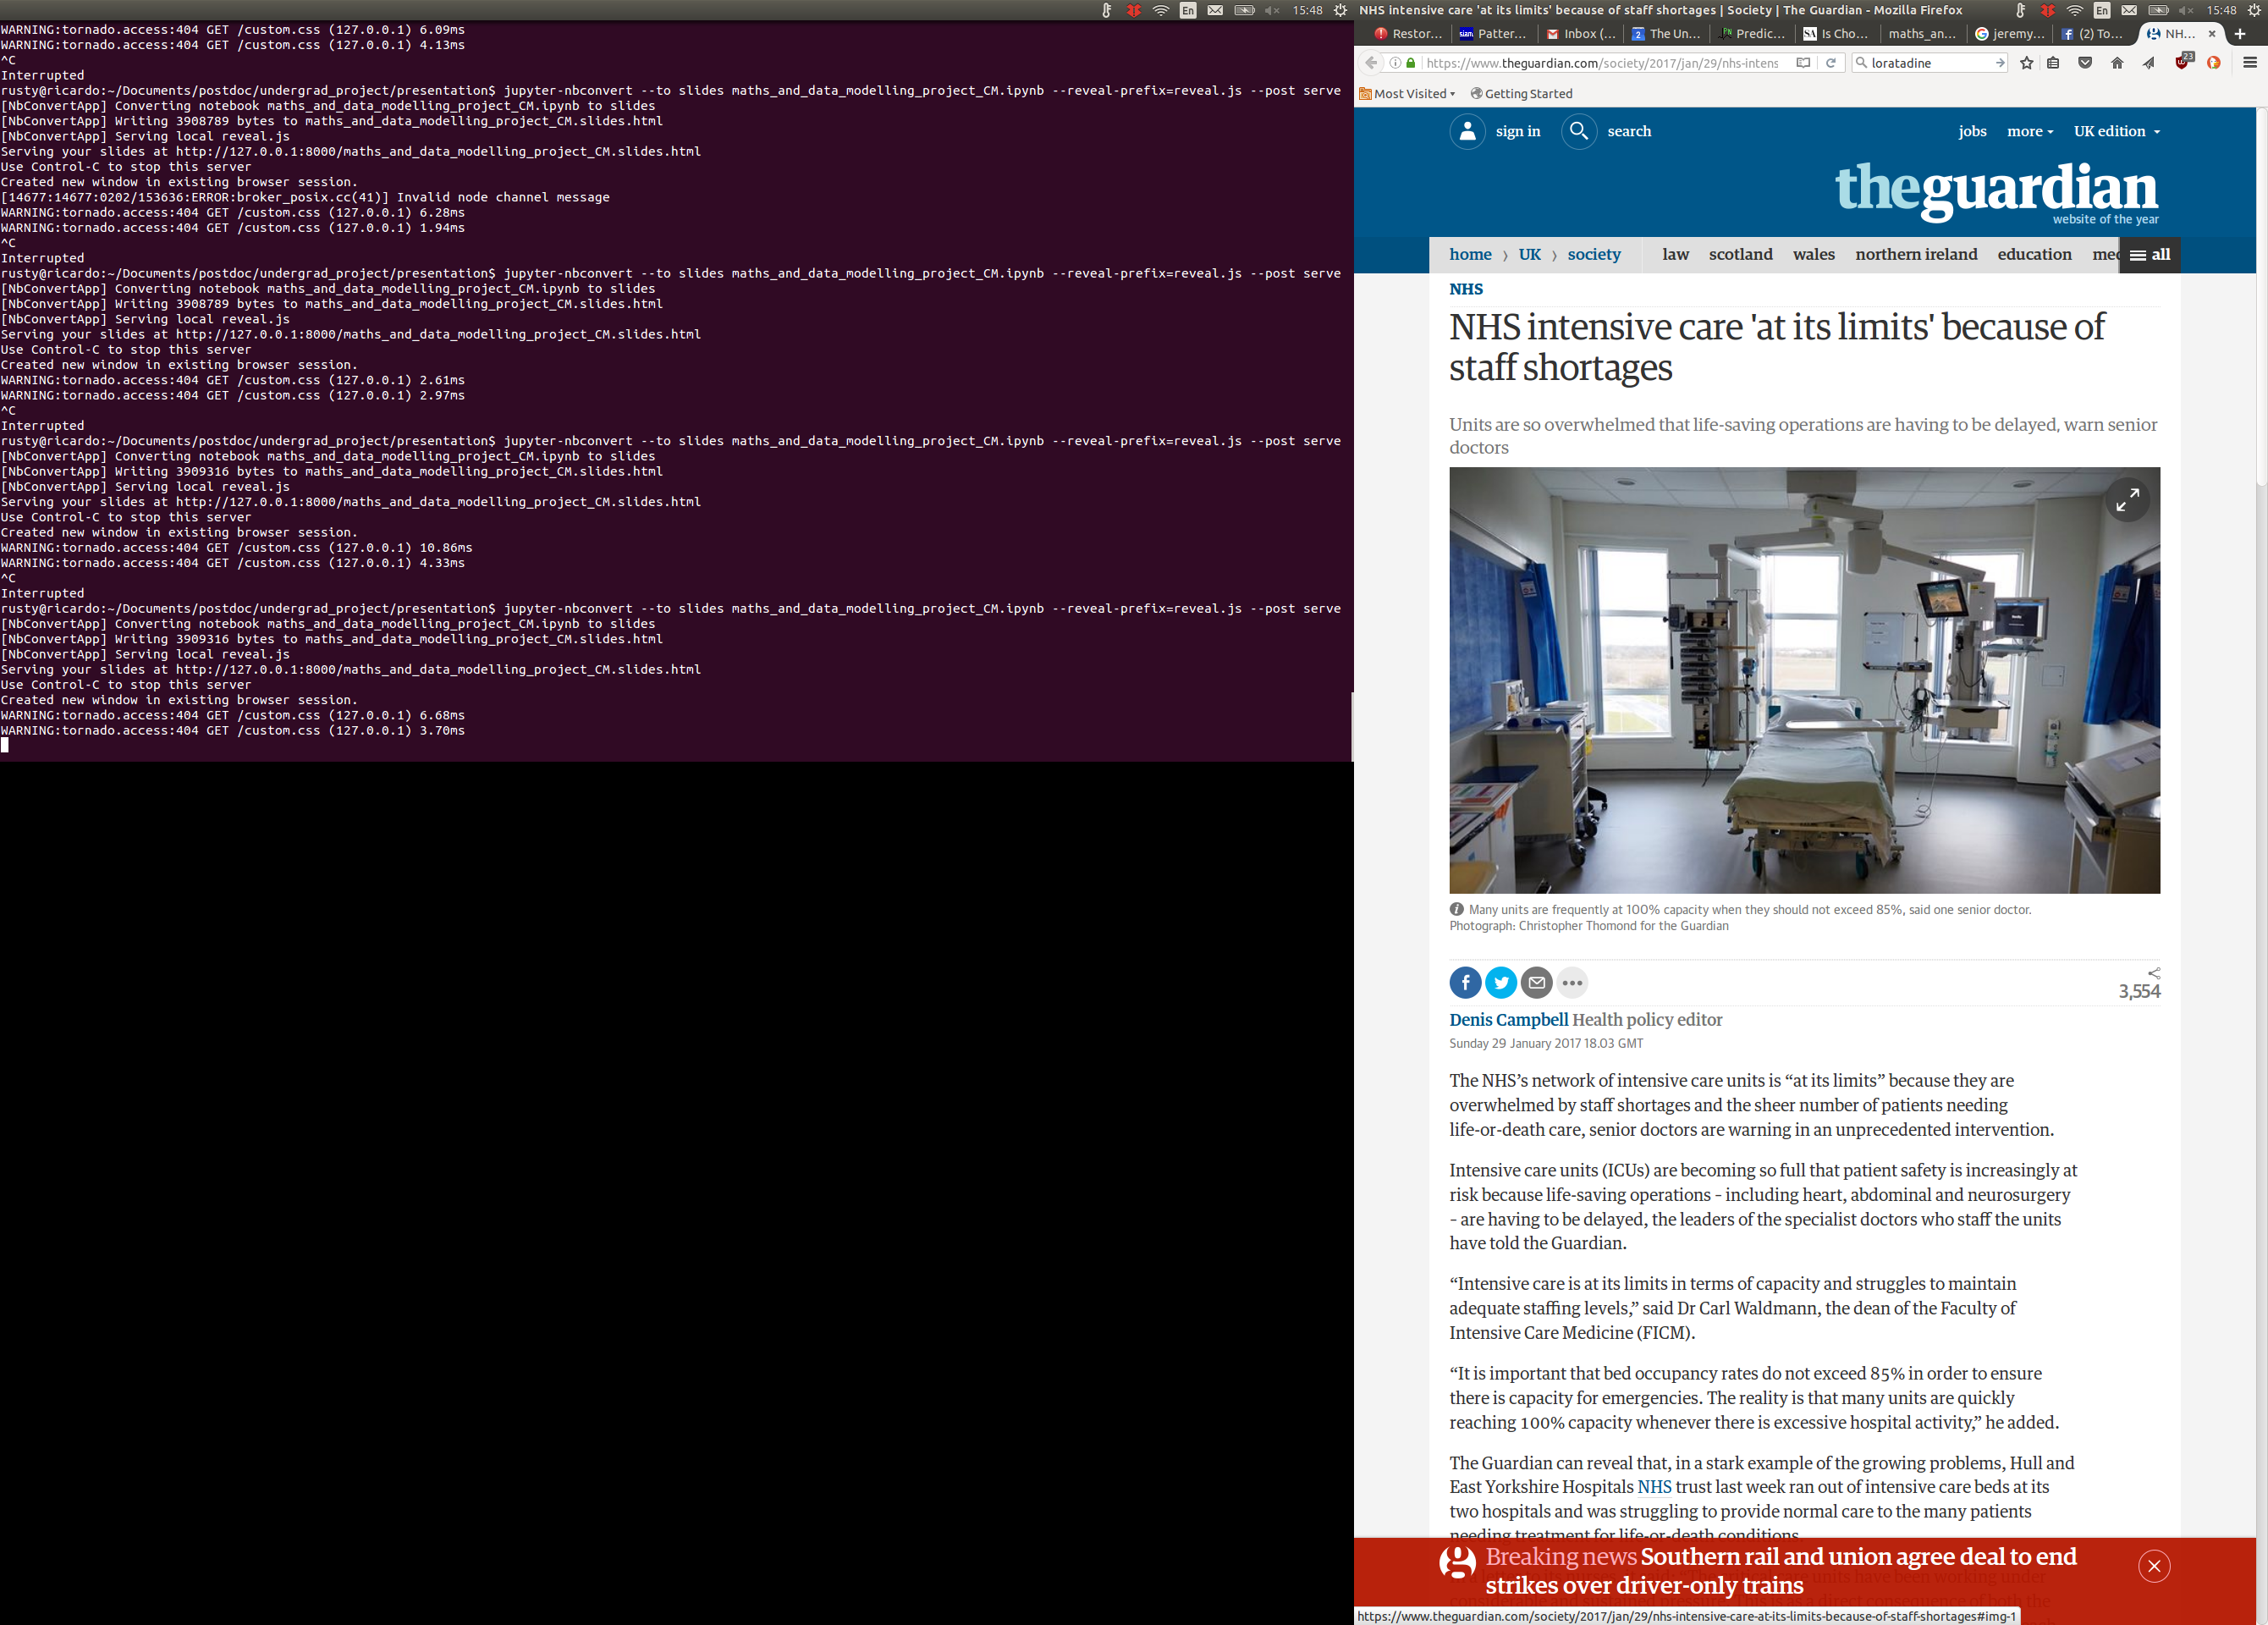 En 15:48
WARNING:tornado.access:404 GET /custom.css (127.0.0.1) 6.09ms
WARNING:tornado.access:404 GET /custom.css (127.0.0.1) 4.13ms
^C
Interrupted
rusty@ricardo:~/Documents/postdoc/undergrad_project/presentation$ jupyter-nbconvert --to slides maths_and_data_modelling_project_CM.ipynb --reveal-prefix=reveal.js --post serve
[NbConvertApp] Converting notebook maths_and_data_modelling_project_CM.ipynb to slides
[NbConvertApp] Writing 3908789 bytes to maths_and_data_modelling_project_CM.slides.html
[NbConvertApp] Serving local reveal.js
Serving your slides at http://127.0.0.1:8000/maths_and_data_modelling_project_CM.slides.html
Use Control-C to stop this server
Created new window in existing browser session.
[14677:14677:0202/153636:ERROR:broker_posix.cc(41)] Invalid node channel message
WARNING:tornado.access:404 GET /custom.css (127.0.0.1) 6.28ms
WARNING:tornado.access:404 GET /custom.css (127.0.0.1) 1.94ms
^C
Interrupted
rusty@ricardo:~/Documents/postdoc/undergrad_project/presentation$ jupyter-nbconvert --to slides maths_and_data_modelling_project_CM.ipynb --reveal-prefix=reveal.js --post serve
[NbConvertApp] Converting notebook maths_and_data_modelling_project_CM.ipynb to slides
[NbConvertApp] Writing 3908789 bytes to maths_and_data_modelling_project_CM.slides.html
[NbConvertApp] Serving local reveal.js
Serving your slides at http://127.0.0.1:8000/maths_and_data_modelling_project_CM.slides.html
Use Control-C to stop this server
Created new window in existing browser session.
WARNING:tornado.access:404 GET /custom.css (127.0.0.1) 2.61ms
WARNING:tornado.access:404 GET /custom.css (127.0.0.1) 2.97ms
^C
Interrupted
rusty@ricardo:~/Documents/postdoc/undergrad_project/presentation$ jupyter-nbconvert --to slides maths_and_data_modelling_project_CM.ipynb --reveal-prefix=reveal.js --post serve
[NbConvertApp] Converting notebook maths_and_data_modelling_project_CM.ipynb to slides
[NbConvertApp] Writing 3909316 bytes to maths_and_data_modelling_project_CM.slides.html
[NbConvertApp] Serving local reveal.js
Serving your slides at http://127.0.0.1:8000/maths_and_data_modelling_project_CM.slides.html
Use Control-C to stop this server
Created new window in existing browser session.
WARNING:tornado.access:404 GET /custom.css (127.0.0.1) 10.86ms
WARNING:tornado.access:404 GET /custom.css (127.0.0.1) 4.33ms
^C
Interrupted
rusty@ricardo:~/Documents/postdoc/undergrad_project/presentation$ jupyter-nbconvert --to slides maths_and_data_modelling_project_CM.ipynb --reveal-prefix=reveal.js --post serve
[NbConvertApp] Converting notebook maths_and_data_modelling_project_CM.ipynb to slides
[NbConvertApp] Writing 3909316 bytes to maths_and_data_modelling_project_CM.slides.html
[NbConvertApp] Serving local reveal.js
Serving your slides at http://127.0.0.1:8000/maths_and_data_modelling_project_CM.slides.html
Use Control-C to stop this server
Created new window in existing browser session.
WARNING:tornado.access:404 GET /custom.css (127.0.0.1) 6.68ms
WARNING:tornado.access:404 GET /custom.css (127.0.0.1) 3.70ms
NHS intensive care 'at its limits' because of staff shortages | Society | The Guardian - Mozilla Firefox En 15:48
Restor... Patter... Inbox (... The Un... Predic... Is Cho... maths_an... jeremy... (2) To... NH...
https://www.theguardian.com/society/2017/jan/29/nhs-intens loratadine 23
Most Visited Getting Started
sign in search jobs more UK edition
theguardian
website of the year
home UK society law scotland wales northern ireland education med all
NHS
NHS intensive care 'at its limits' because of
staff shortages
Units are so overwhelmed that life-saving operations are having to be delayed, warn senior
doctors
Many units are frequently at 100% capacity when they should not exceed 85%, said one senior doctor.
Photograph: Christopher Thomond for the Guardian
3,554
Denis Campbell Health policy editor
Sunday 29 January 2017 18.03 GMT
The NHS’s network of intensive care units is “at its limits” because they are
overwhelmed by staff shortages and the sheer number of patients needing
life-or-death care, senior doctors are warning in an unprecedented intervention.
Intensive care units (ICUs) are becoming so full that patient safety is increasingly at
risk because life-saving operations – including heart, abdominal and neurosurgery
– are having to be delayed, the leaders of the specialist doctors who staff the units
have told the Guardian.
“Intensive care is at its limits in terms of capacity and struggles to maintain
adequate staffing levels,” said Dr Carl Waldmann, the dean of the Faculty of
Intensive Care Medicine (FICM).
“It is important that bed occupancy rates do not exceed 85% in order to ensure
there is capacity for emergencies. The reality is that many units are quickly
reaching 100% capacity whenever there is excessive hospital activity,” he added.
The Guardian can reveal that, in a stark example of the growing problems, Hull and
East Yorkshire Hospitals NHS trust last week ran out of intensive care beds at its
two hospitals and was struggling to provide normal care to the many patients
needing treatment for life-or-death conditions.
Breaking news Southern rail and union agree deal to end
strikes over driver-only trains
https://www.theguardian.com/society/2017/jan/29/nhs-intensive-care-at-its-limits-because-of-staff-shortages#img-1